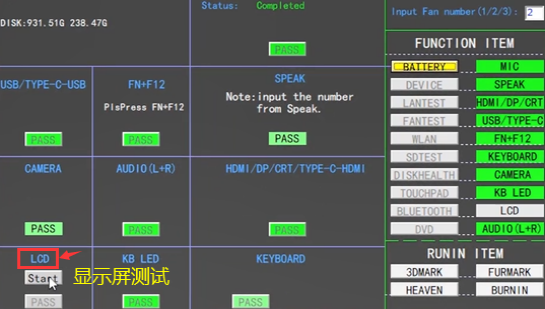 Status: Completed
DISK:931.51G 238.47G
PASS
USB/TYPE-C-USB
PASS
FN+F12
PlsPress FN+F12
PASS
SPEAK
Note:input the number
from Speak.
PASS
CAMERA
PASS
AUDIO(L+R)
PASS
HDMI/DP/CRT/TYPE-C-HDMI
PASS
LCD
Start
显示屏测试
PASS
KB LED
PASS
KEYBOARD
PASS
Input Fan number(1/2/3): 2
FUNCTION ITEM
BATTERY MIC
DEVICE SPEAK
LANTEST HDMI/DP/CRT
FANTEST USB/TYPE-C
WLAN FN+F12
SDTEST KEYBOARD
DISKHEALTH CAMERA
TOUCHPAD KB LED
BLUETOOTH LCD
DVD AUDIO(L+R)
RUNIN ITEM
3DMARK FURMARK
HEAVEN BURNIN